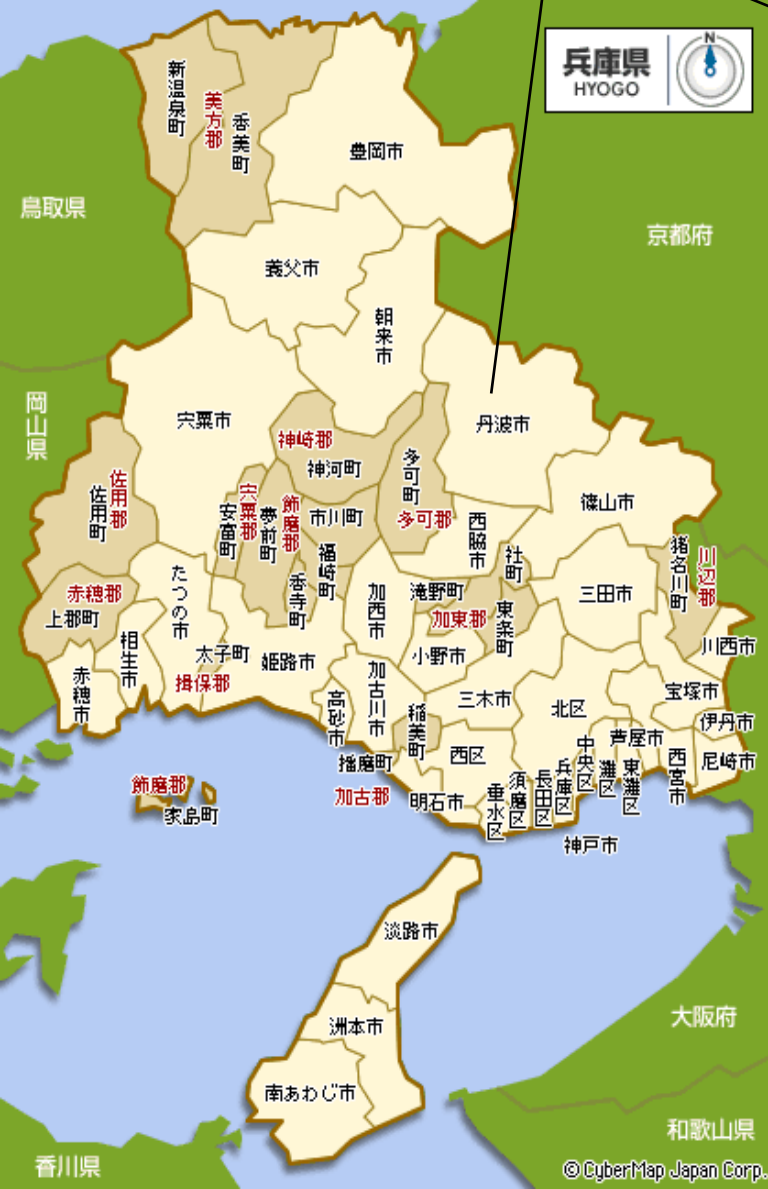 兵庫県
HYOGO
N
新温泉町
美方郡
香美町
豊岡市
鳥取県
京都府
養父市
朝来市
岡山県
宍粟市
丹波市
神崎郡
神河町
多可町
佐用郡
佐用町
宍粟郡
安富町
夢前町
飾磨郡
市川町
多可郡
西脇市
篠山市
福崎町
社町
猪名川町
川辺郡
赤穂郡
上郡町
たつの市
香寺町
加西市
滝野町
加東郡
東条町
三田市
相生市
太子町
姫路市
小野市
川西市
赤穂市
揖保郡
高砂市
加古川市
三木市
北区
宝塚市
稲美町
西区
中央区
芦屋市
伊丹市
播磨町
西宮市
尼崎市
飾磨郡
家島町
加古郡
明石市
垂水区
須磨区
長田区
兵庫区
灘区
東灘区
神戸市
淡路市
洲本市
大阪府
南あわじ市
和歌山県
香川県
© CyberMap Japan Corp.